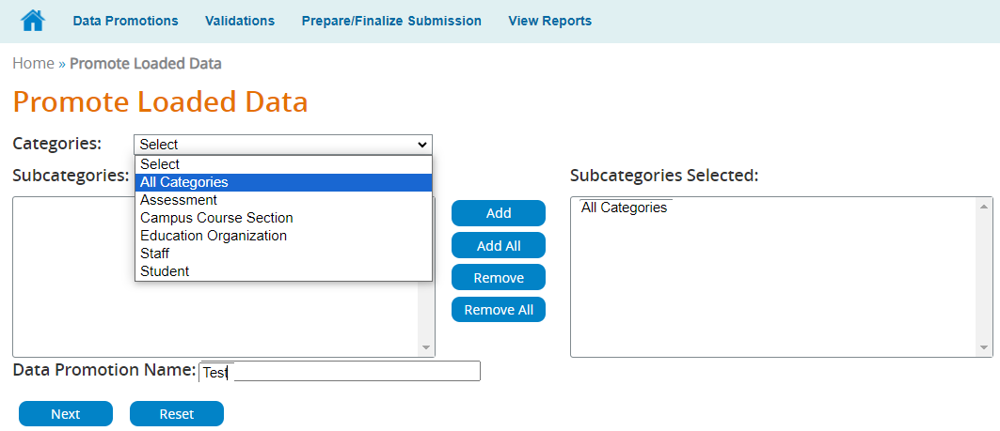 Data Promotions Validations Prepare/Finalize Submission View Reports
Home » Promote Loaded Data
Promote Loaded Data
Categories: Select
Select
All Categories
Assessment
Campus Course Section
Education Organization
Staff
Student
Subcategories:
Add
Add All
Remove
Remove All
Subcategories Selected:
All Categories
Data Promotion Name: Test
Next Reset